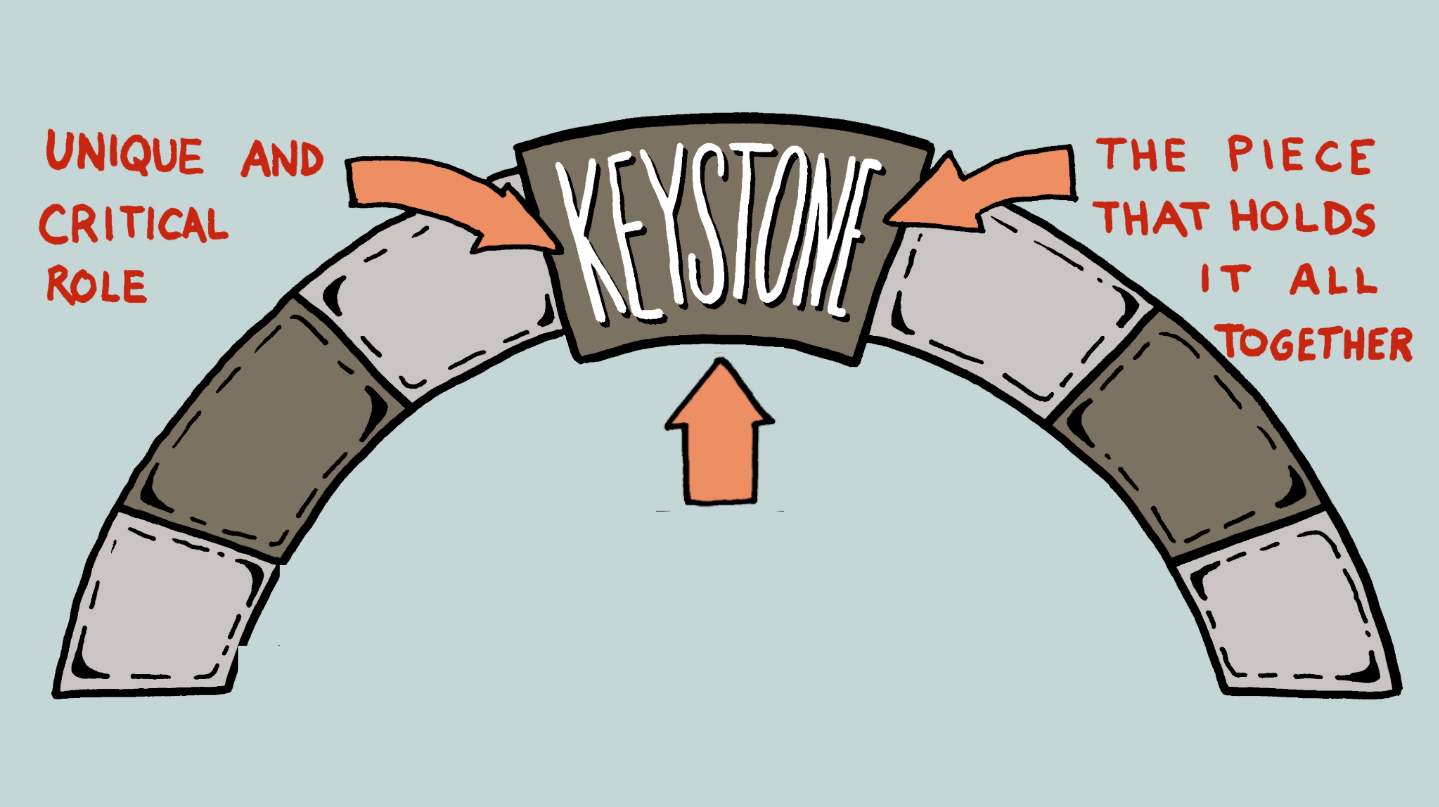 UNIQUE AND
CRITICAL
ROLE
KEYSTONE
THE PIECE
THAT HOLDS
IT ALL
TOGETHER